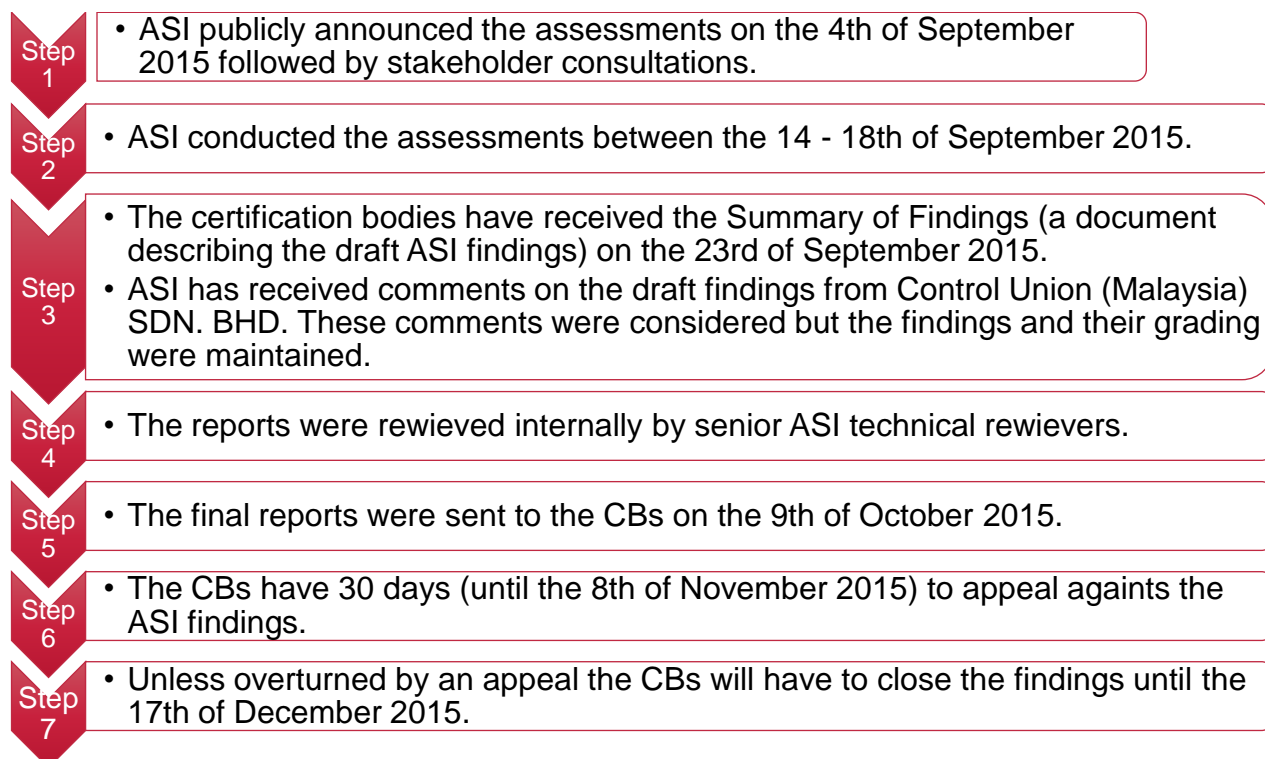 Step
1
• ASI publicly announced the assessments on the 4th of September
2015 followed by stakeholder consultations.
Step
2
• ASI conducted the assessments between the 14 - 18th of September 2015.
Step
3
• The certification bodies have received the Summary of Findings (a document
describing the draft ASI findings) on the 23rd of September 2015.
• ASI has received comments on the draft findings from Control Union (Malaysia)
SDN. BHD. These comments were considered but the findings and their grading
were maintained.
Step
4
• The reports were rewieved internally by senior ASI technical rewievers.
Step
5
• The final reports were sent to the CBs on the 9th of October 2015.
Step
6
• The CBs have 30 days (until the 8th of November 2015) to appeal againts the
ASI findings.
Step
7
• Unless overturned by an appeal the CBs will have to close the findings until the
17th of December 2015.